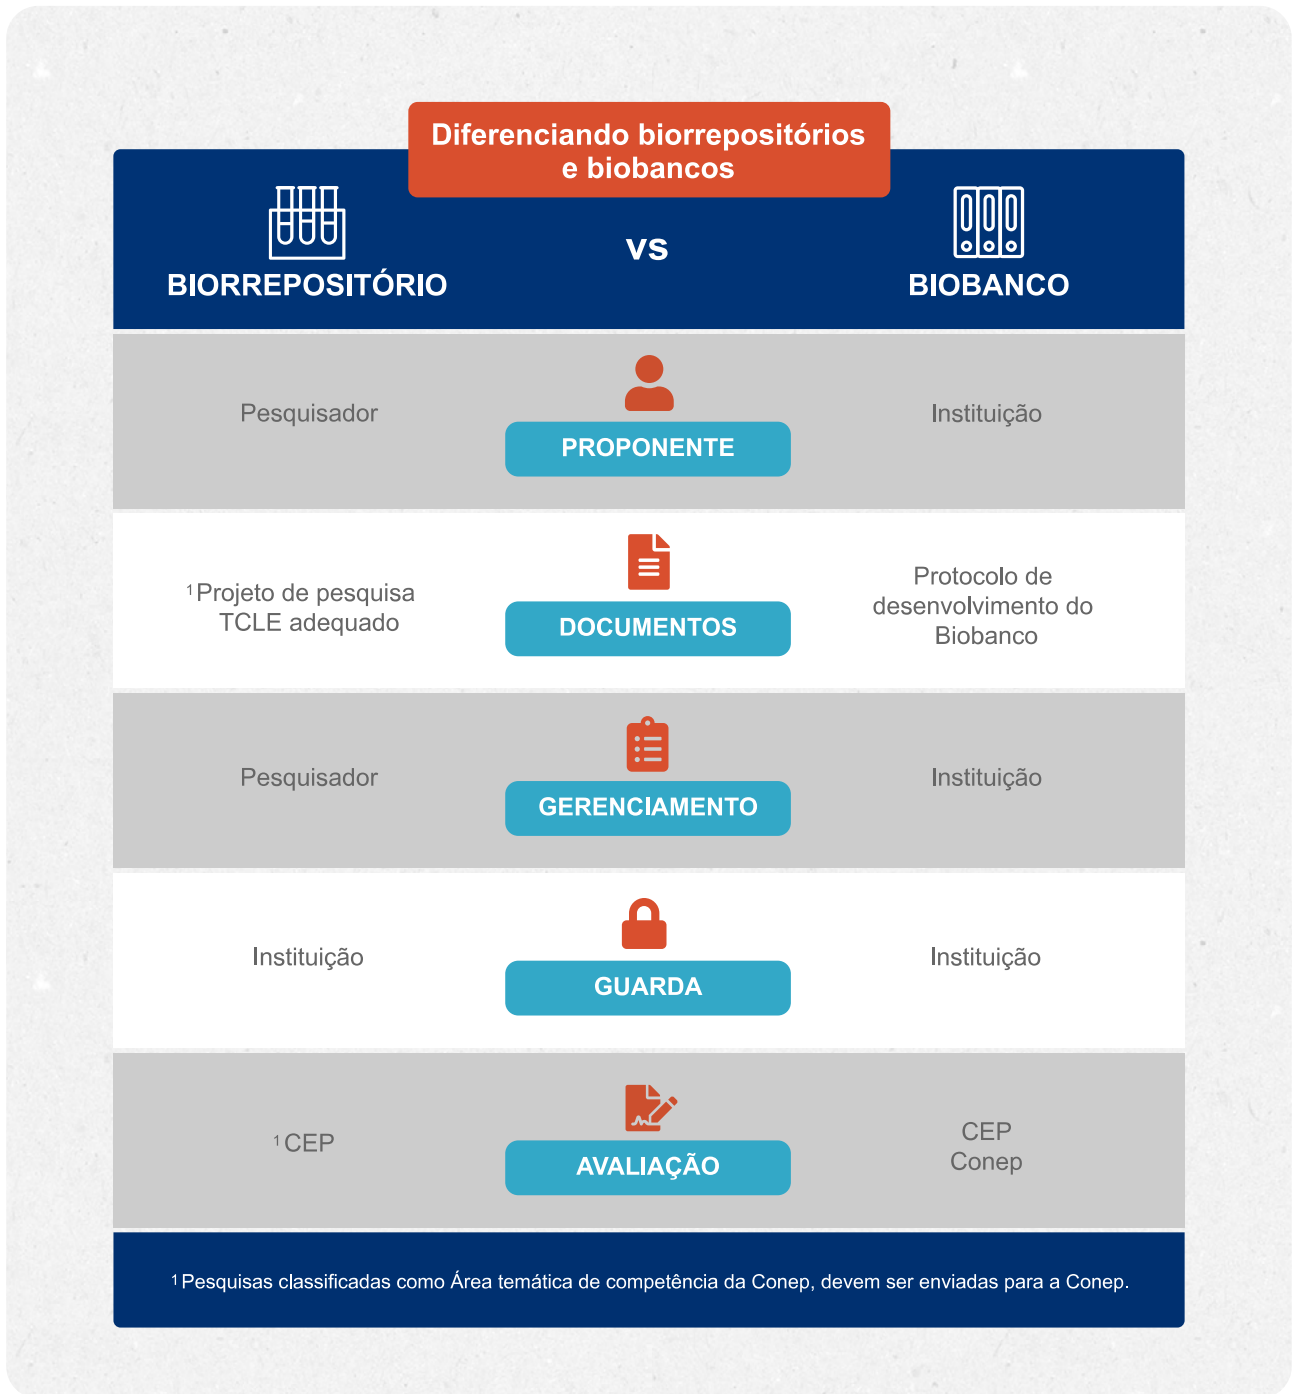 Diferenciando biorrepositórios
e biobancos
BIORREPOSITÓRIO
vs
BIOBANCO
Pesquisador
PROPONENTE
Instituição
¹Projeto de pesquisa
TCLE adequado
DOCUMENTOS
Protocolo de
desenvolvimento do
Biobanco
Pesquisador
GERENCIAMENTO
Instituição
Instituição
GUARDA
Instituição
¹CEP
AVALIAÇÃO
CEP
Conep
¹Pesquisas classificadas como Área temática de competência da Conep, devem ser enviadas para a Conep.